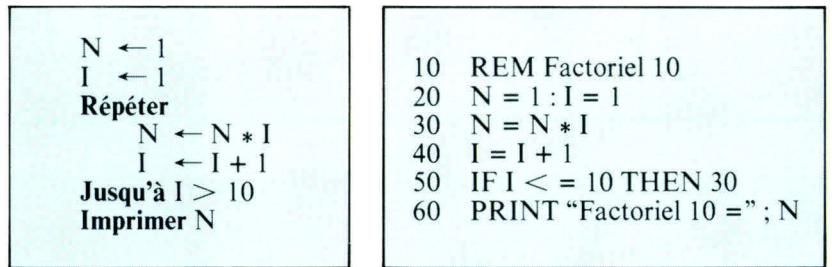 N ← 1
I ← 1
Répéter
N ← N * I
I ← I + 1
Jusqu'à I > 10
Imprimer N
10 REM Factoriel 10
20 N = 1 : I = 1
30 N = N * I
40 I = I + 1
50 IF I < = 10 THEN 30
60 PRINT “Factoriel 10 =” ; N